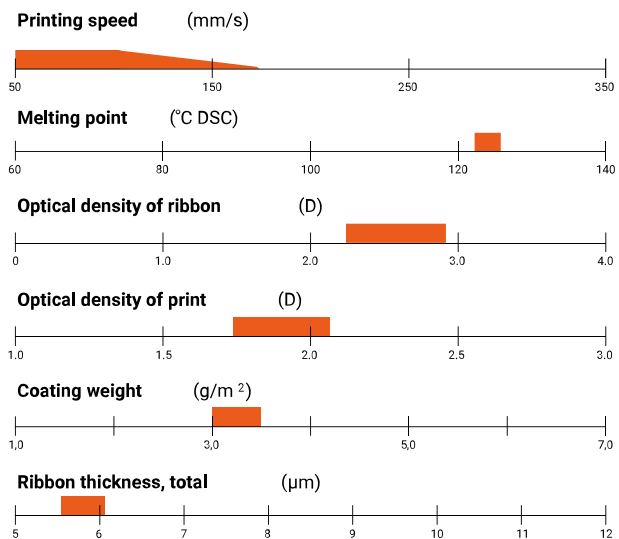 Printing speed (mm/s)
50 150 250 350
Melting point (°C DSC)
60 80 100 120 140
Optical density of ribbon (D)
0 1.0 2.0 3.0 4.0
Optical density of print (D)
1.0 1.5 2.0 2.5 3.0
Coating weight (g/m ²)
1,0 3,0 5,0 7,0
Ribbon thickness, total (μm)
5 6 7 8 9 10 11 12